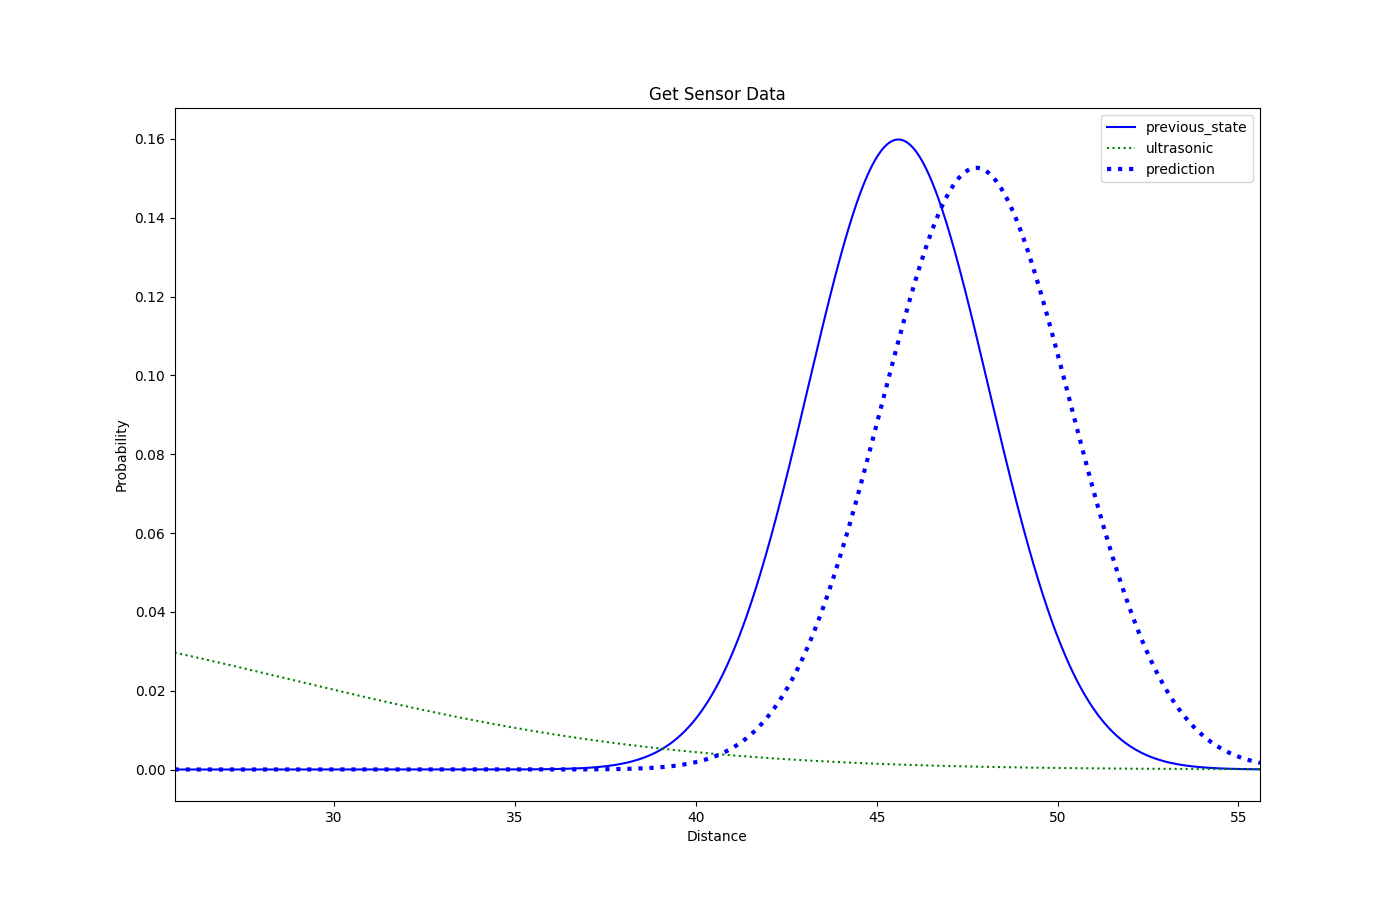 Get Sensor Data
previous_state
ultrasonic
prediction
0.16
0.14
0.12
0.10
0.08
0.06
0.04
0.02
0.00
Probability
30 35 40 45 50 55
Distance